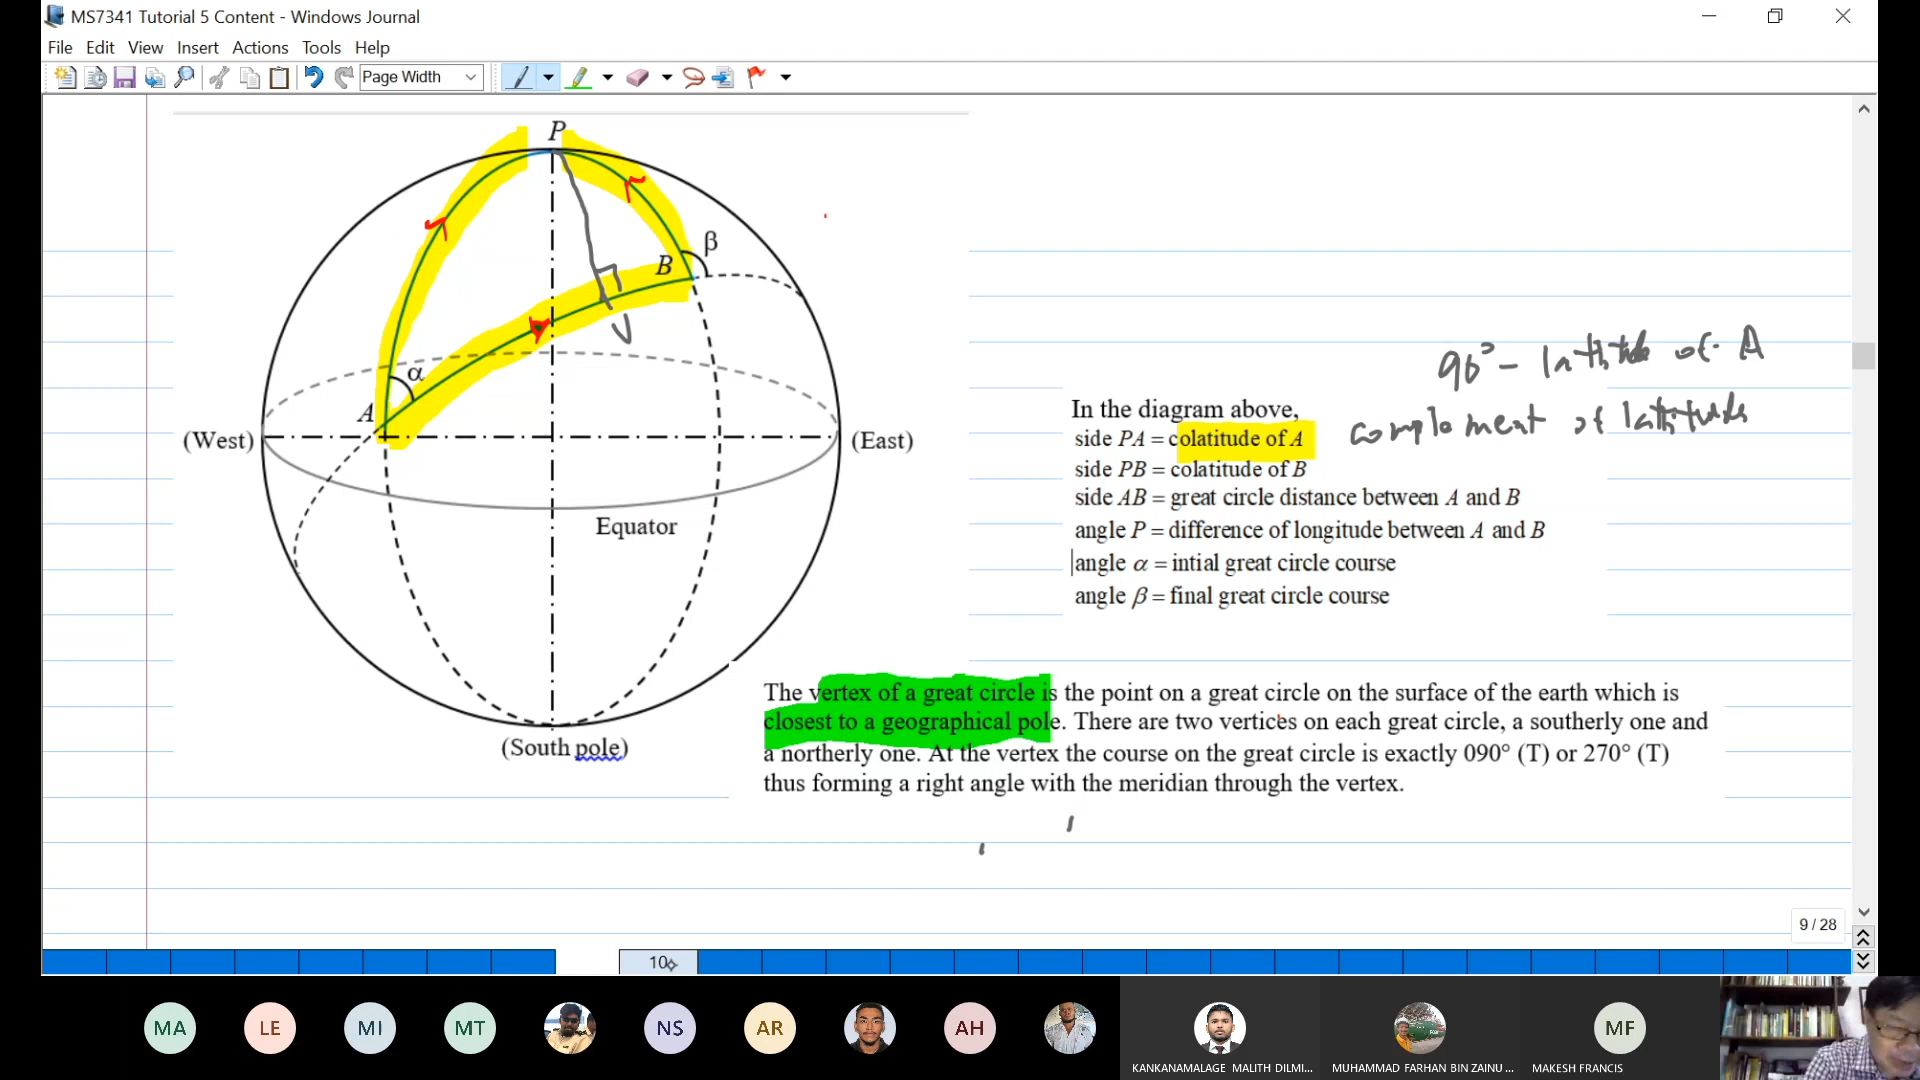 MS7341 Tutorial 5 Content - Windows Journal
File Edit View Insert Actions Tools Help
Page Width
P
β
B
α
A
(West)
(East)
Equator
(South pole)
90° - latitude of A
complement of latitude
In the diagram above,
side PA = colatitude of A
side PB = colatitude of B
side AB = great circle distance between A and B
angle P = difference of longitude between A and B
angle α = intial great circle course
angle β = final great circle course
V
The vertex of a great circle is the point on a great circle on the surface of the earth which is
closest to a geographical pole. There are two vertices on each great circle, a southerly one and
a northerly one. At the vertex the course on the great circle is exactly 090° (T) or 270° (T)
thus forming a right angle with the meridian through the vertex.
9 / 28
10
MA LE MI MT NS AR AH MF
KANKANAMALAGE MALITH DILMI... MUHAMMAD FARHAN BIN ZAINU... MAKESH FRANCIS